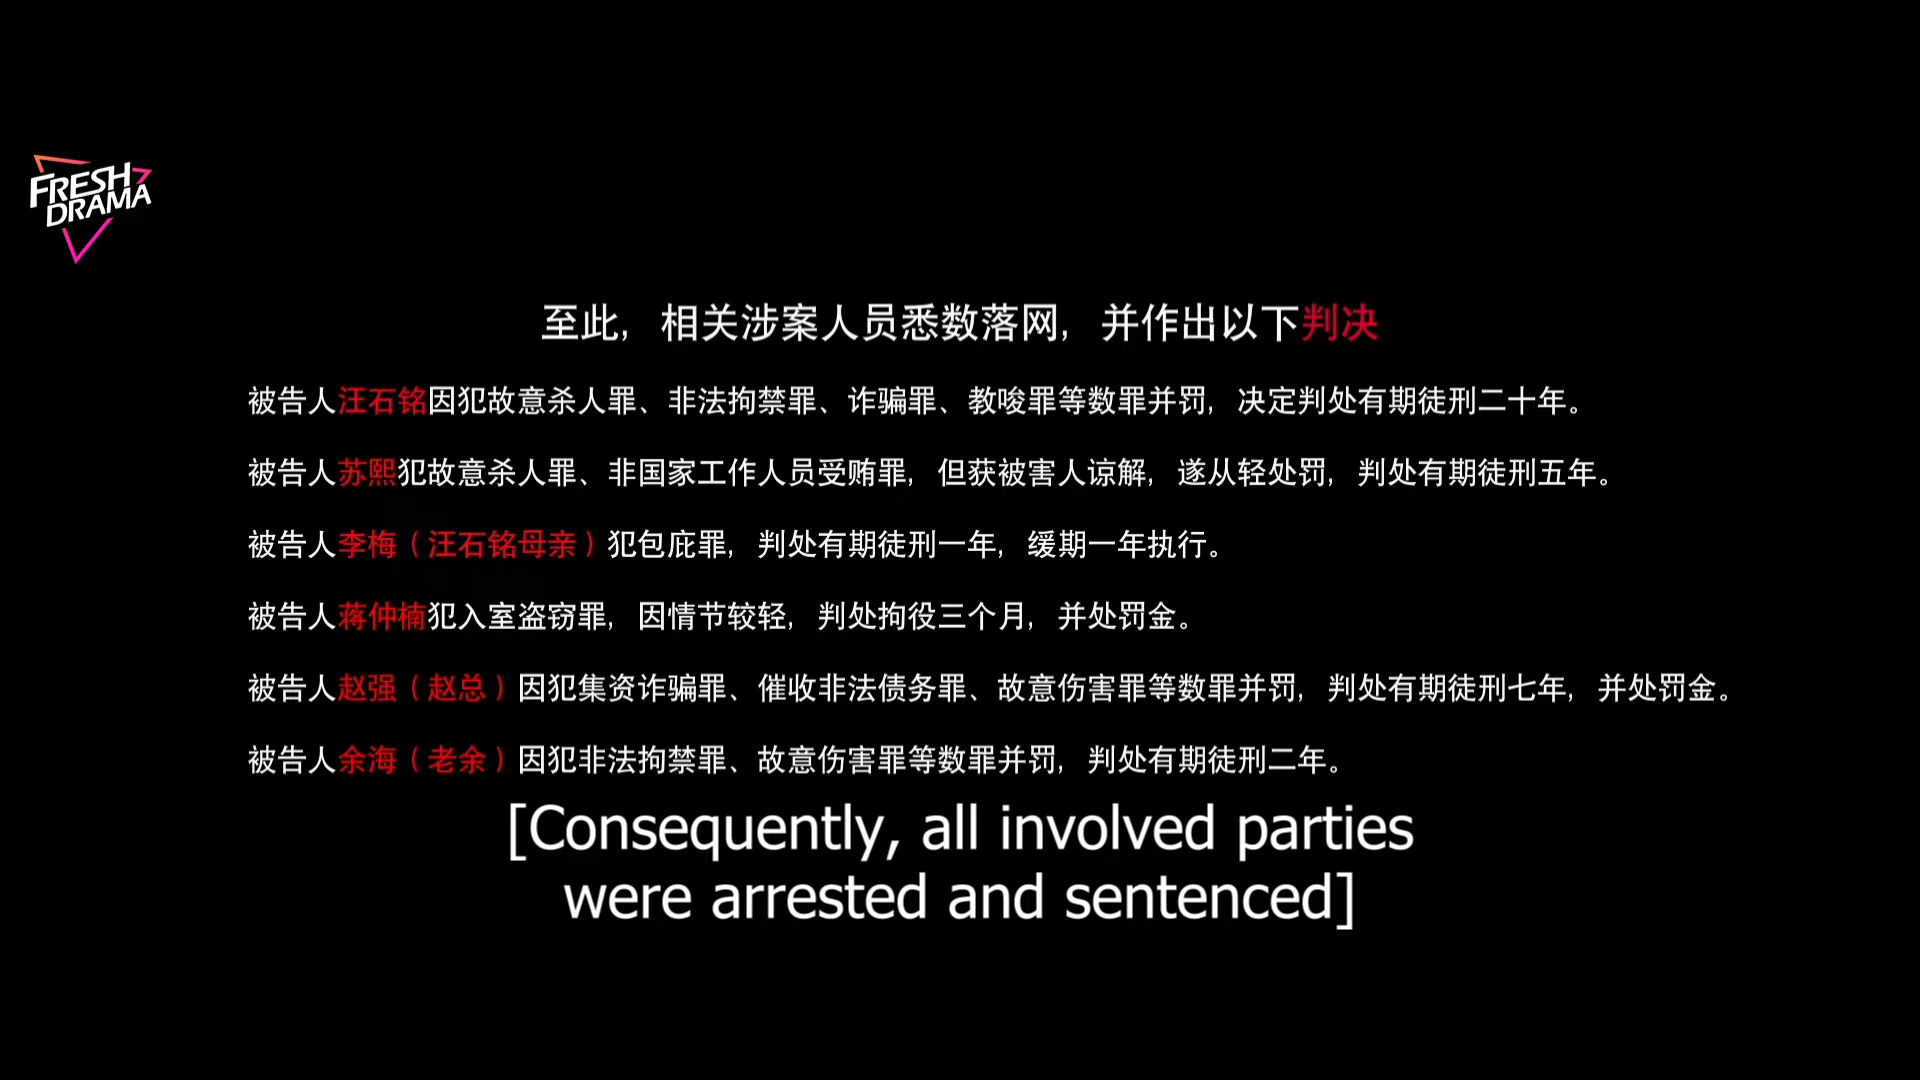 FRESH
DRAMA
至此，相关涉案人员悉数落网，并作出以下判决
被告人汪石铭因犯故意杀人罪、非法拘禁罪、诈骗罪、教唆罪等数罪并罚，决定判处有期徒刑二十年。
被告人苏熙犯故意杀人罪、非国家工作人员受贿罪，但获被害人谅解，遂从轻处罚，判处有期徒刑五年。
被告人李梅（汪石铭母亲）犯包庇罪，判处有期徒刑一年，缓期一年执行。
被告人蒋仲楠犯入室盗窃罪，因情节较轻，判处拘役三个月，并处罚金。
被告人赵强（赵总）因犯集资诈骗罪、催收非法债务罪、故意伤害罪等数罪并罚，判处有期徒刑七年，并处罚金。
被告人余海（老余）因犯非法拘禁罪、故意伤害罪等数罪并罚，判处有期徒刑二年。
[Consequently, all involved parties
were arrested and sentenced]